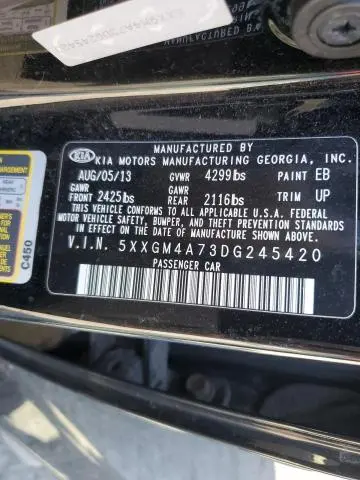 MANUFACTURED BY
KIA KIA MOTORS MANUFACTURING GEORGIA, INC.
AUG/05/13 GVWR 4299lbs PAINT EB
GAWR GAWR
FRONT 2425lbs REAR 2116lbs TRIM UP
THIS VEHICLE CONFORMS TO ALL APPLICABLE U.S.A. FEDERAL
MOTOR VEHICLE SAFETY, BUMPER, AND THEFT PREVENTION STANDARDS
IN EFFECT ON THE DATE OF MANUFACTURE SHOWN ABOVE.
V.I.N. 5XXGM4A73DG245420
PASSENGER CAR
C450